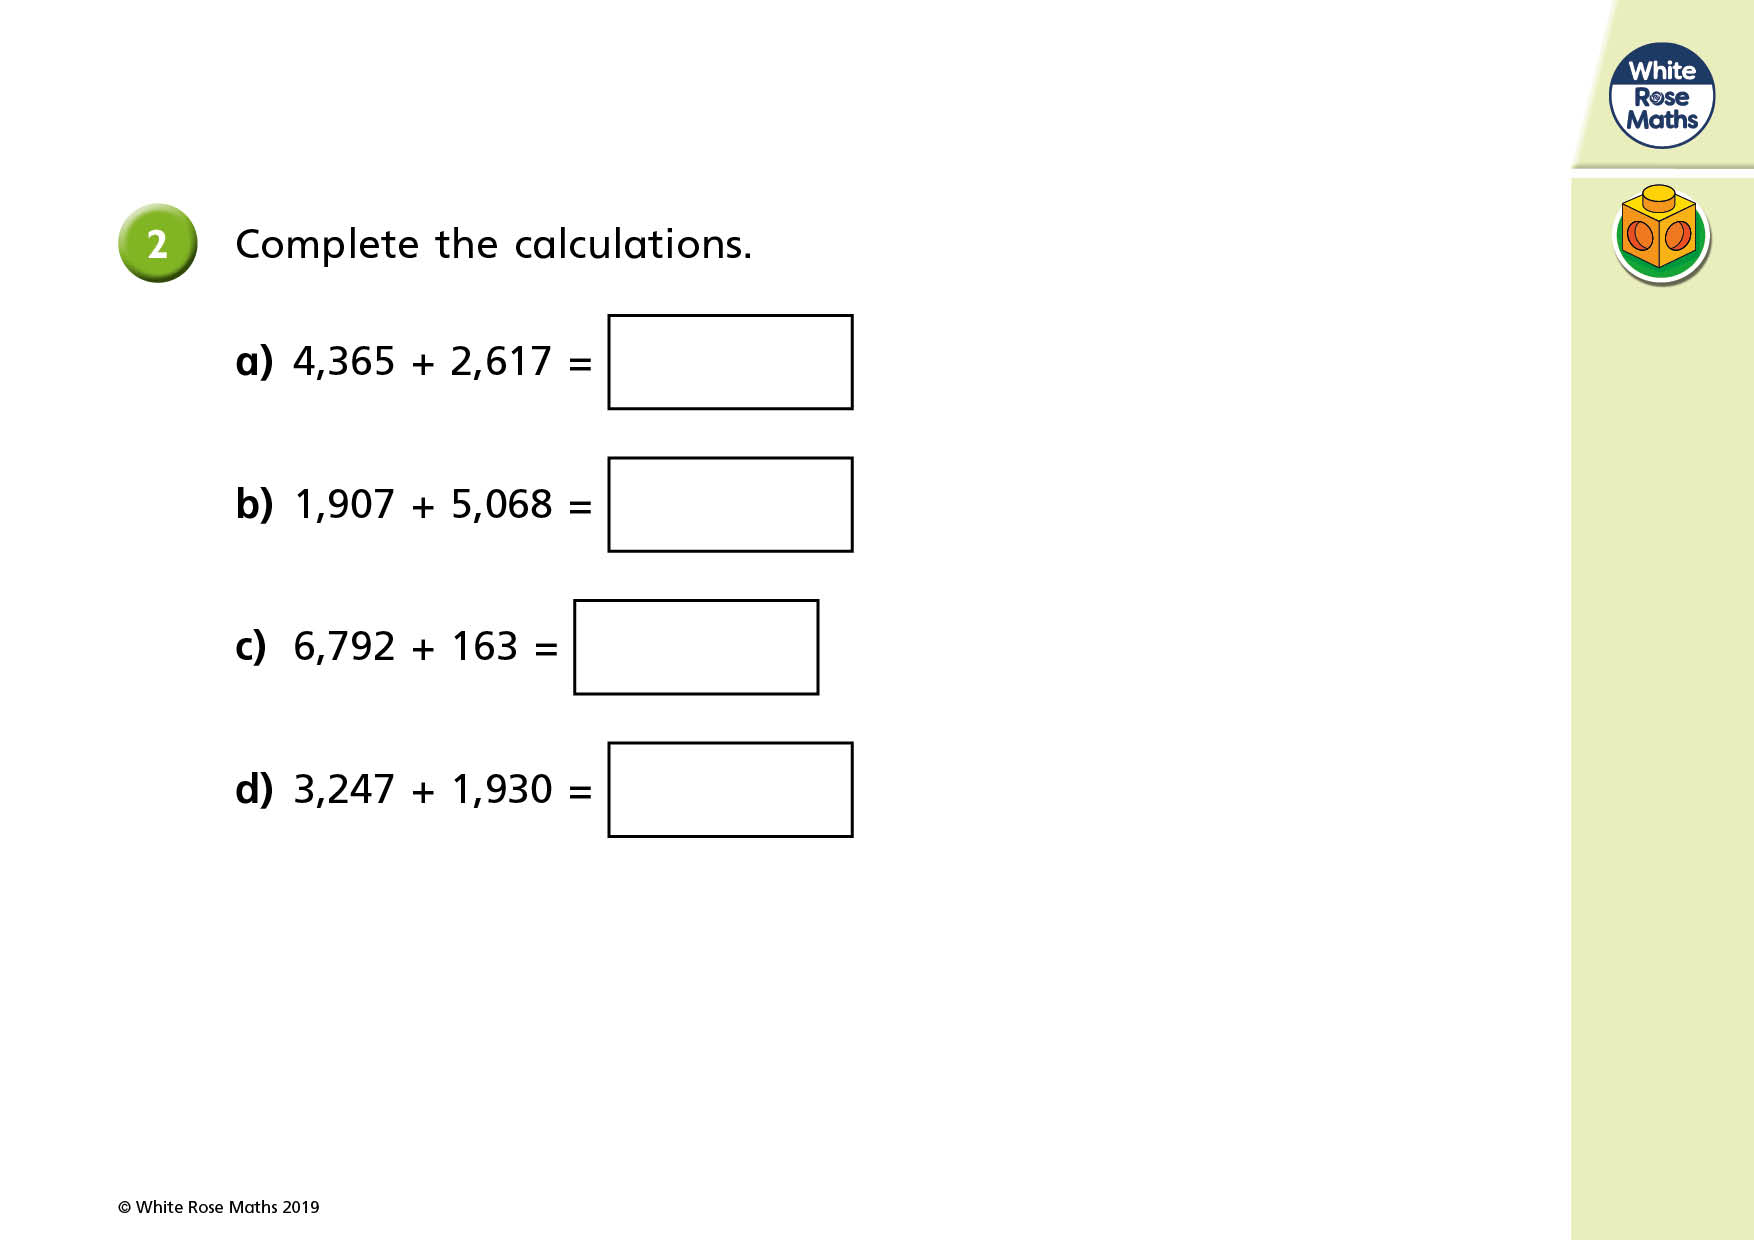 White
Rose
Maths
2 Complete the calculations.
a) 4,365 + 2,617 =
b) 1,907 + 5,068 =
c) 6,792 + 163 =
d) 3,247 + 1,930 =
© White Rose Maths 2019